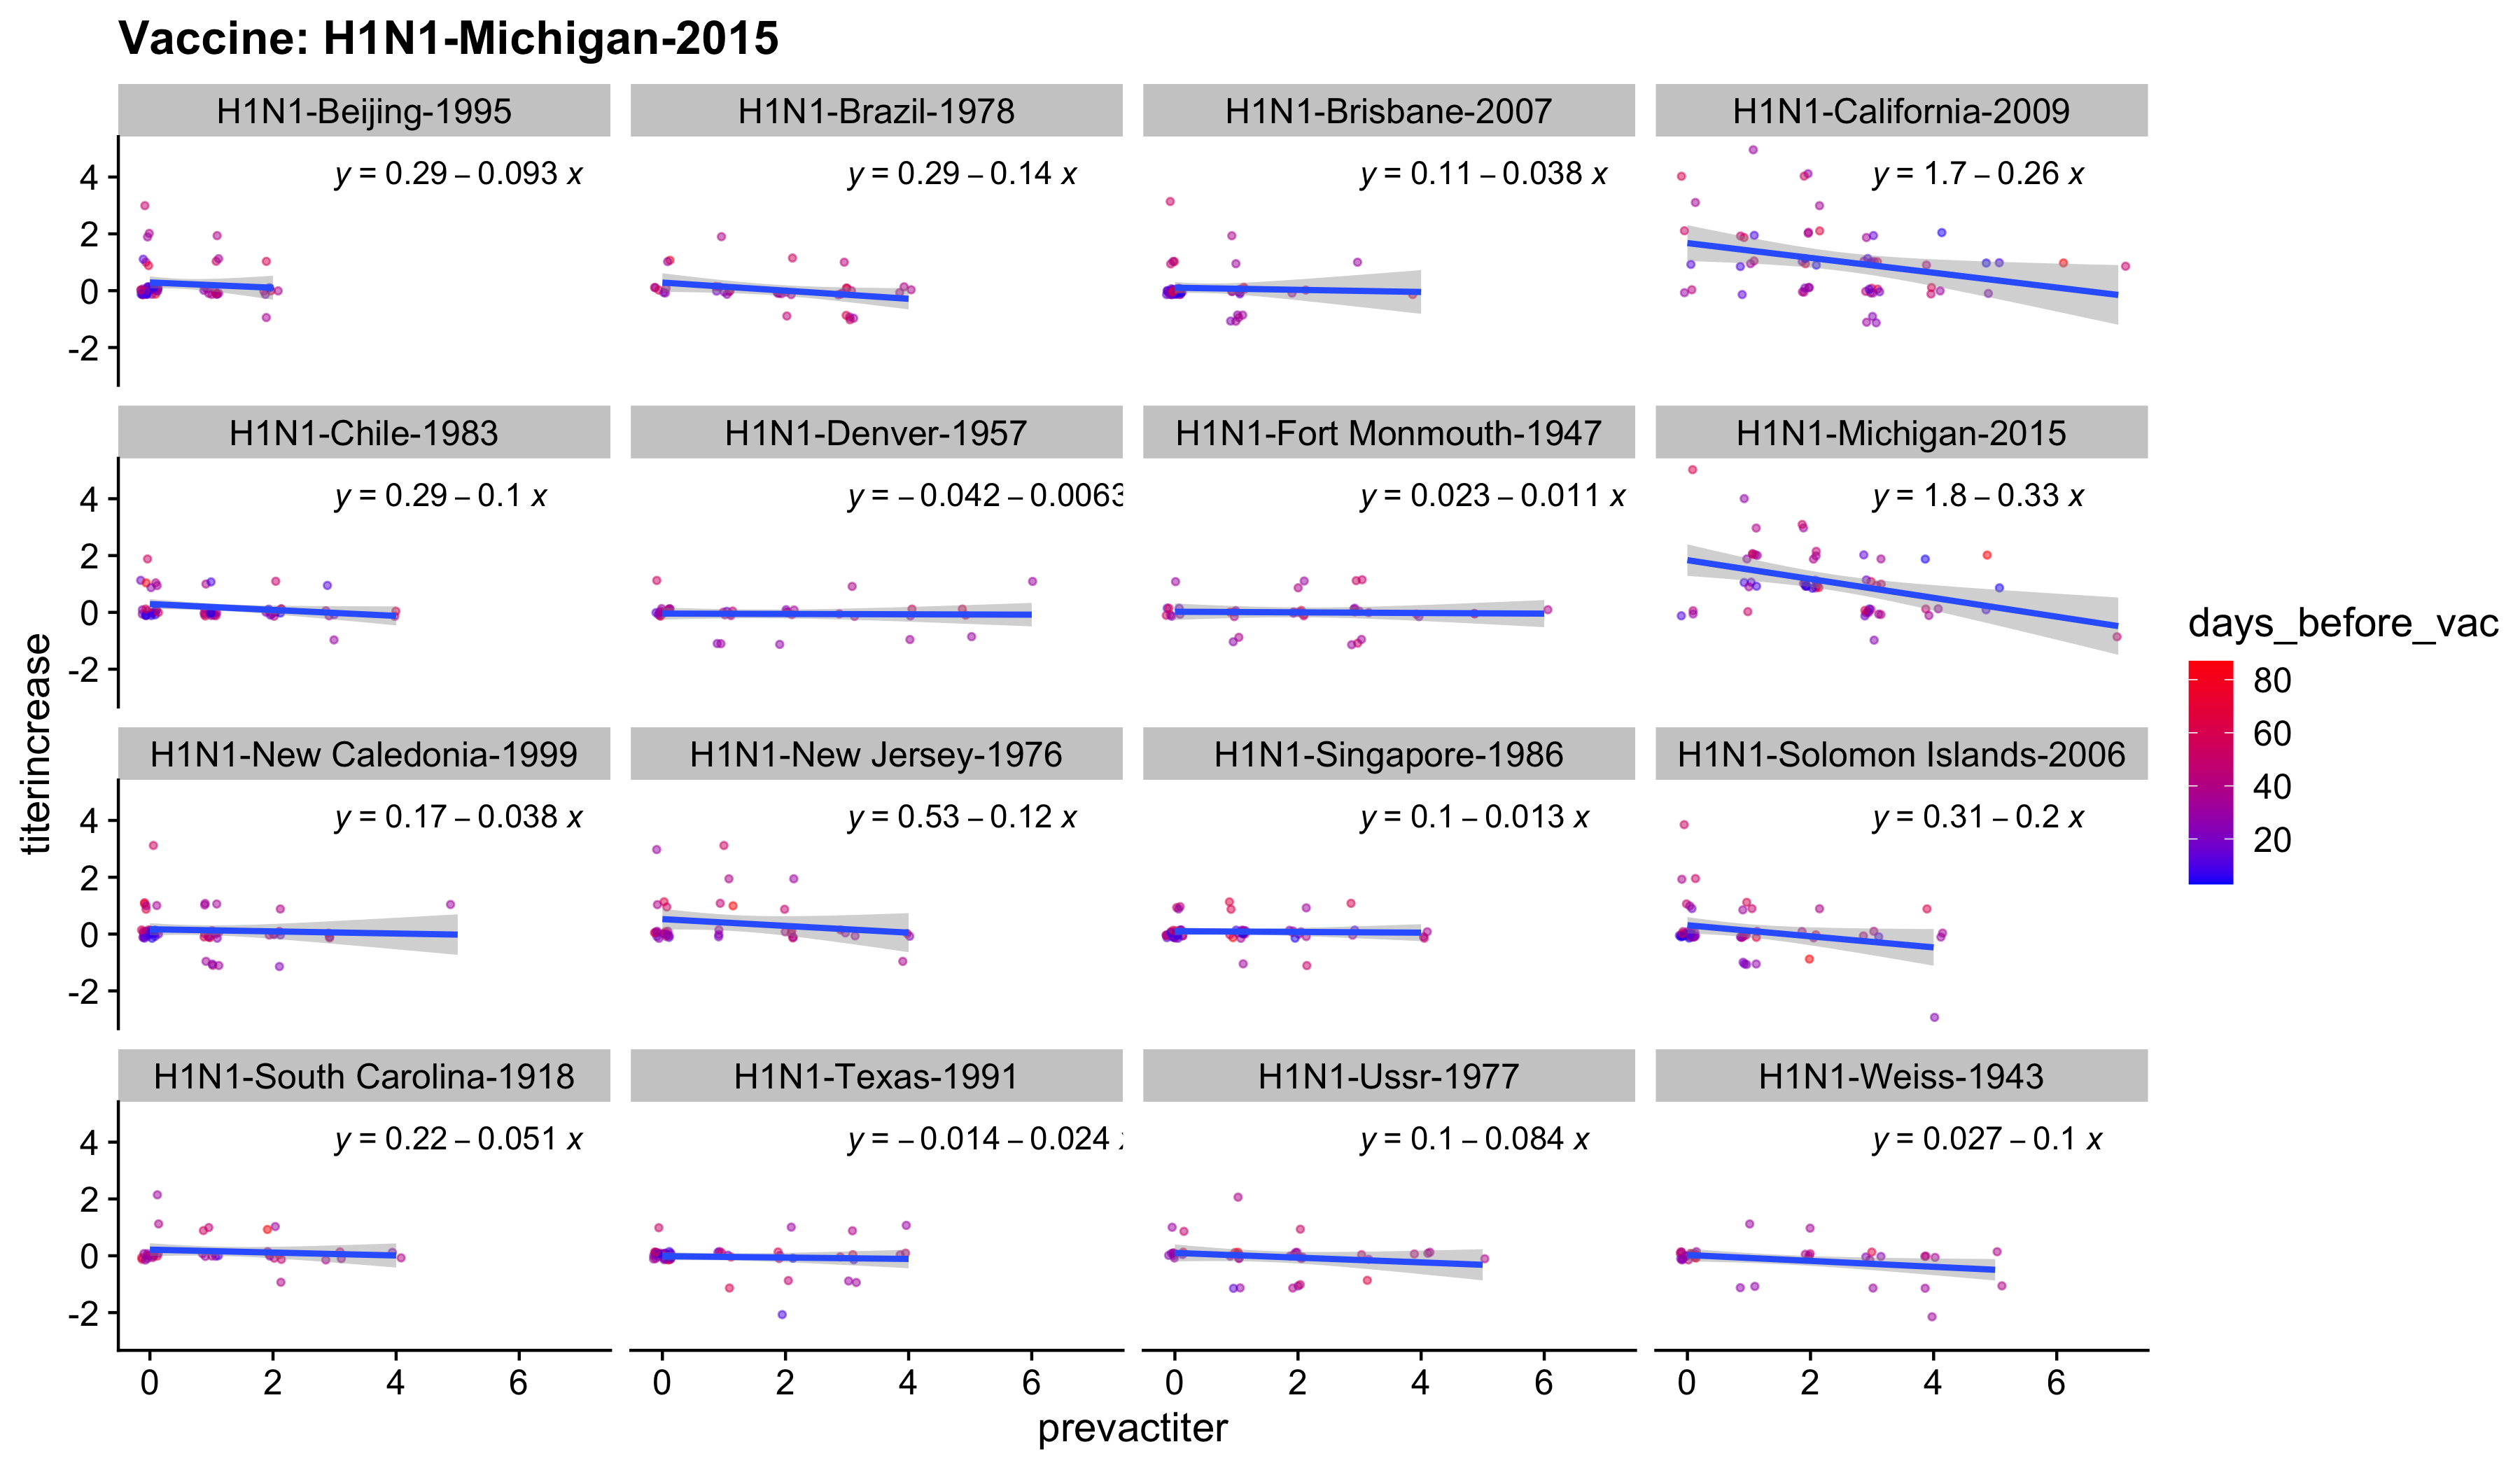 Vaccine: H1N1-Michigan-2015
H1N1-Beijing-1995 H1N1-Brazil-1978 H1N1-Brisbane-2007 H1N1-California-2009
y = 0.29 – 0.093 x y = 0.29 – 0.14 x y = 0.11 – 0.038 x y = 1.7 – 0.26 x
4
2
0
-2
H1N1-Chile-1983 H1N1-Denver-1957 H1N1-Fort Monmouth-1947 H1N1-Michigan-2015
y = 0.29 – 0.1 x y = – 0.042 – 0.0063 y = 0.023 – 0.011 x y = 1.8 – 0.33 x
4
2
0
-2
H1N1-New Caledonia-1999 H1N1-New Jersey-1976 H1N1-Singapore-1986 H1N1-Solomon Islands-2006
y = 0.17 – 0.038 x y = 0.53 – 0.12 x y = 0.1 – 0.013 x y = 0.31 – 0.2 x
4
2
0
-2
H1N1-South Carolina-1918 H1N1-Texas-1991 H1N1-Ussr-1977 H1N1-Weiss-1943
y = 0.22 – 0.051 x y = – 0.014 – 0.024 y = 0.1 – 0.084 x y = 0.027 – 0.1 x
4
2
0
-2
0 2 4 6 0 2 4 6 0 2 4 6 0 2 4 6
prevactiter
titerincrease
days_before_vac
80
60
40
20